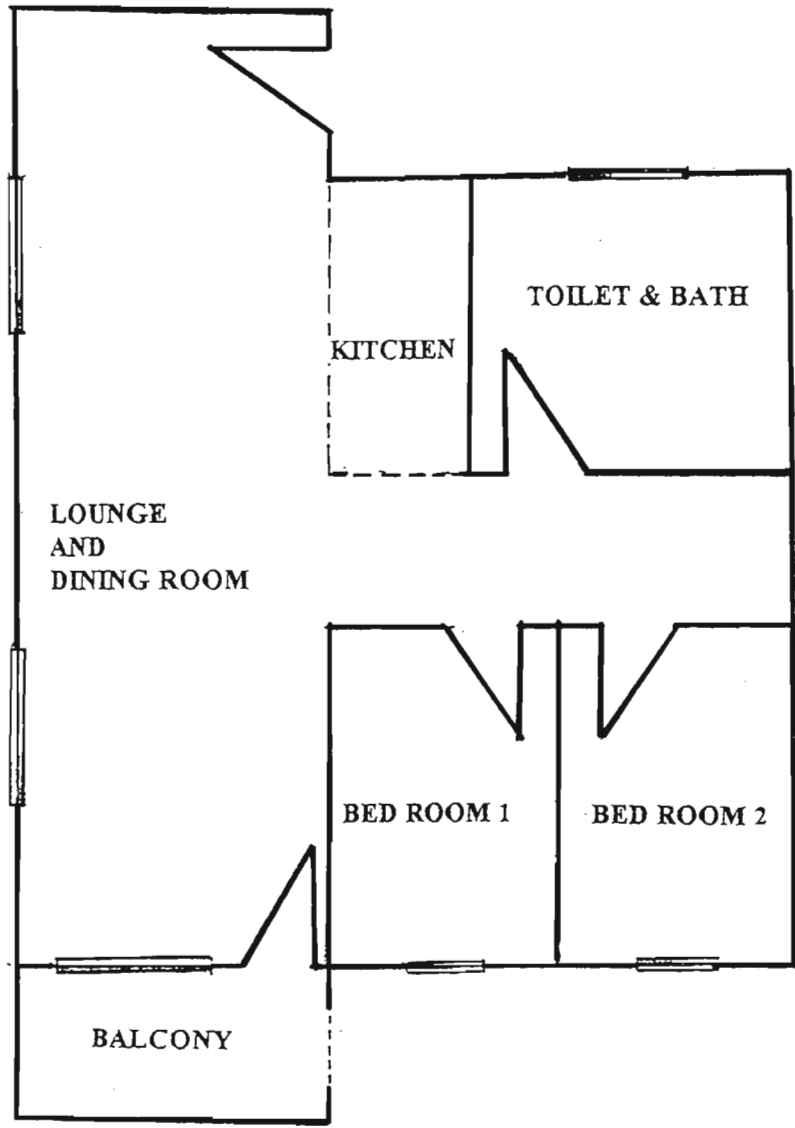 TOILET & BATH
KITCHEN
LOUNGE
AND
DINING ROOM
BED ROOM 1
BED ROOM 2
BALCONY